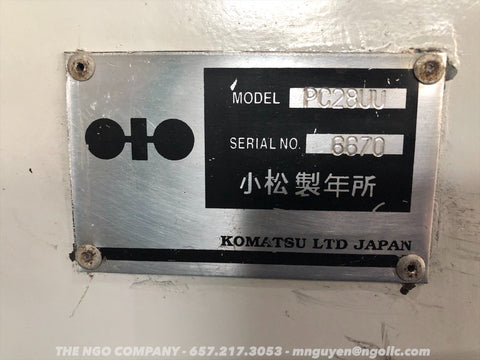 MODEL PC28UU
SERIAL NO. 6670
小松製年所
KOMATSU LTD JAPAN
THE NGO COMPANY - 657.217.3053 - mnguyen@ngollc.com